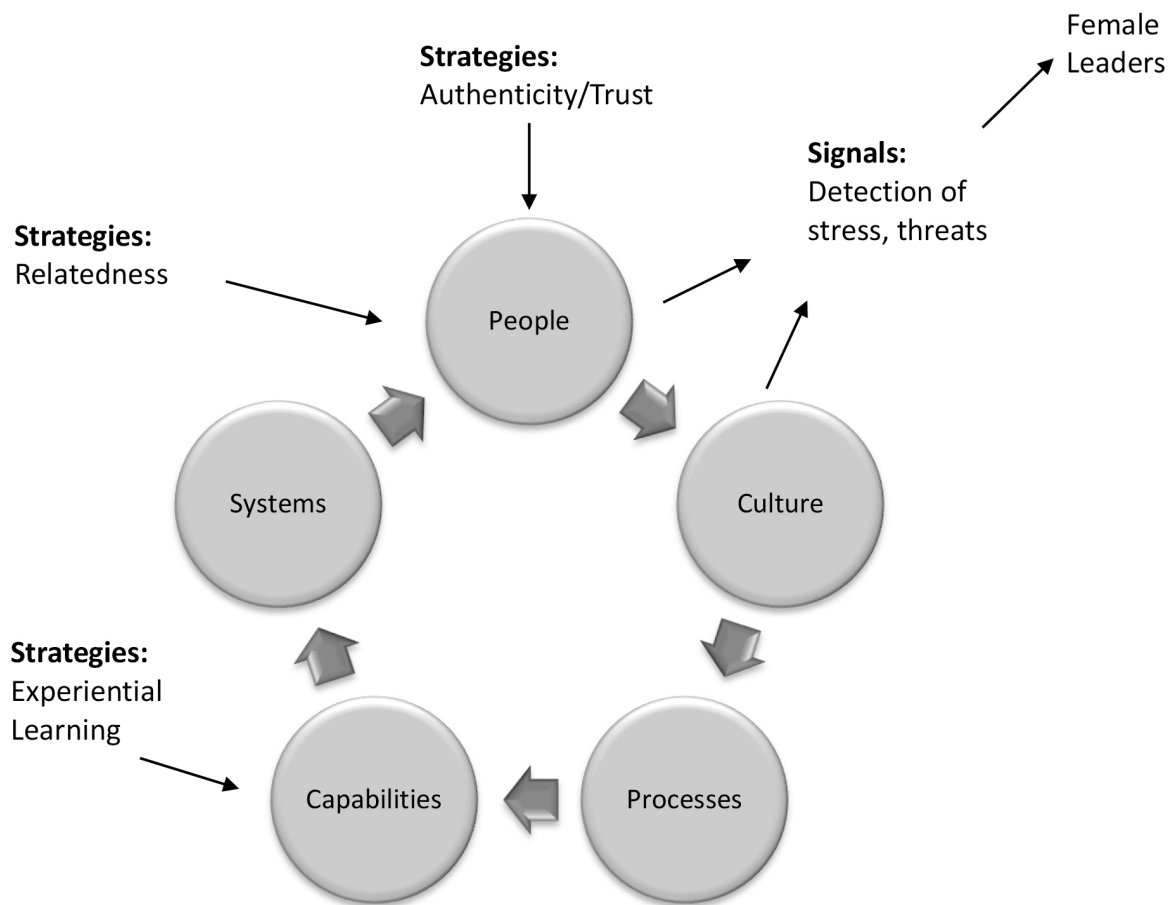 Female
Leaders
Strategies:
Authenticity/Trust
Signals:
Detection of
stress, threats
Strategies:
Relatedness
People
Systems
Culture
Strategies:
Experiential
Learning
Capabilities
Processes